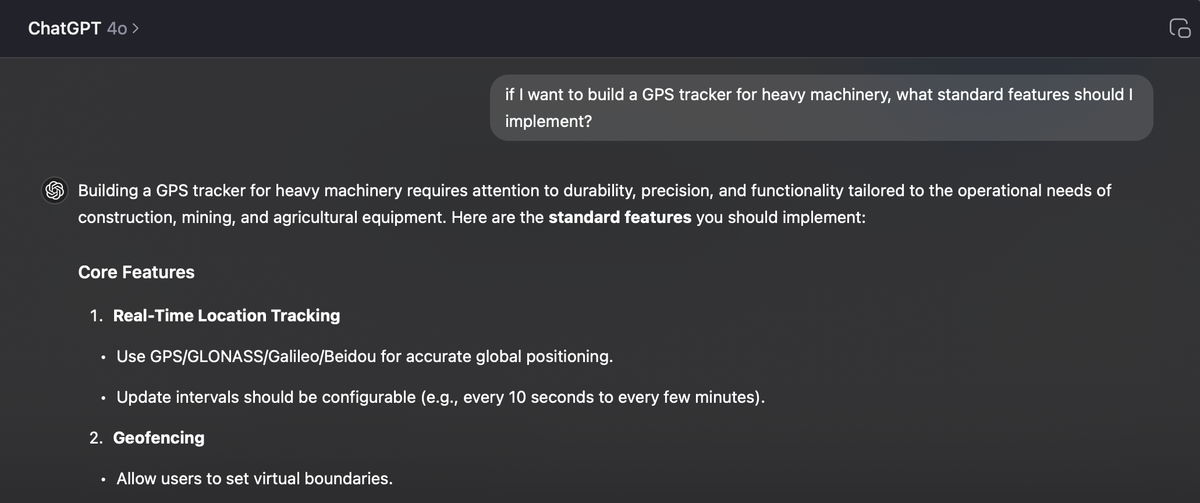 ChatGPT 4o >
if I want to build a GPS tracker for heavy machinery, what standard features should I
implement?
Building a GPS tracker for heavy machinery requires attention to durability, precision, and functionality tailored to the operational needs of
construction, mining, and agricultural equipment. Here are the standard features you should implement:
Core Features
1. Real-Time Location Tracking
• Use GPS/GLONASS/Galileo/Beidou for accurate global positioning.
• Update intervals should be configurable (e.g., every 10 seconds to every few minutes).
2. Geofencing
• Allow users to set virtual boundaries.